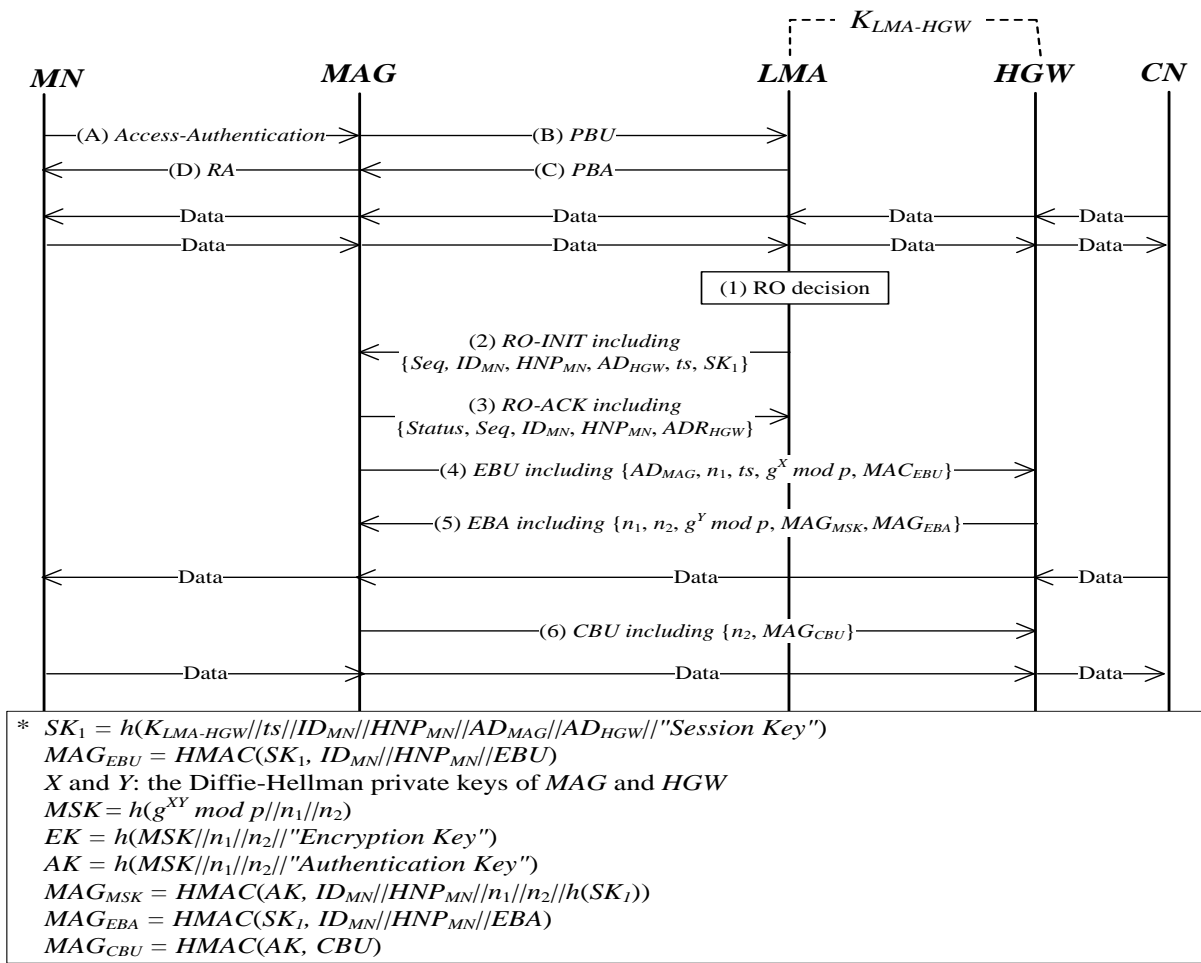 K_LMA-HGW
MN MAG LMA HGW CN
(A) Access-Authentication (B) PBU
(D) RA (C) PBA
Data Data Data Data
Data Data Data Data
(1) RO decision
(2) RO-INIT including
{Seq, ID_MN, HNP_MN, AD_HGW, ts, SK_1}
(3) RO-ACK including
{Status, Seq, ID_MN, HNP_MN, ADR_HGW}
(4) EBU including {AD_MAG, n_1, ts, g^X mod p, MAC_EBU}
(5) EBA including {n_1, n_2, g^Y mod p, MAG_MSK, MAG_EBA}
Data Data Data
(6) CBU including {n_2, MAG_CBU}
Data Data Data
* SK_1 = h(K_LMA-HGW//ts//ID_MN//HNP_MN//AD_MAG//AD_HGW//"Session Key")
MAG_EBU = HMAC(SK_1, ID_MN//HNP_MN//EBU)
X and Y: the Diffie-Hellman private keys of MAG and HGW
MSK = h(g^XY mod p//n_1//n_2)
EK = h(MSK//n_1//n_2//"Encryption Key")
AK = h(MSK//n_1//n_2//"Authentication Key")
MAG_MSK = HMAC(AK, ID_MN//HNP_MN//n_1//n_2//h(SK_1))
MAG_EBA = HMAC(SK_1, ID_MN//HNP_MN//EBA)
MAG_CBU = HMAC(AK, CBU)